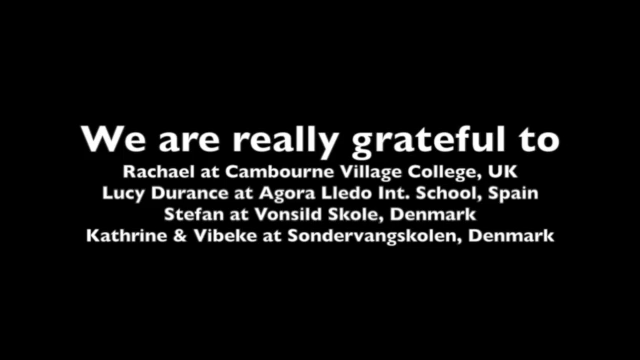 We are really grateful to
Rachael at Cambourne Village College, UK
Lucy Durance at Agora Lledo Int. School, Spain
Stefan at Vonsild Skole, Denmark
Kathrine & Vibeke at Sondervangskolen, Denmark